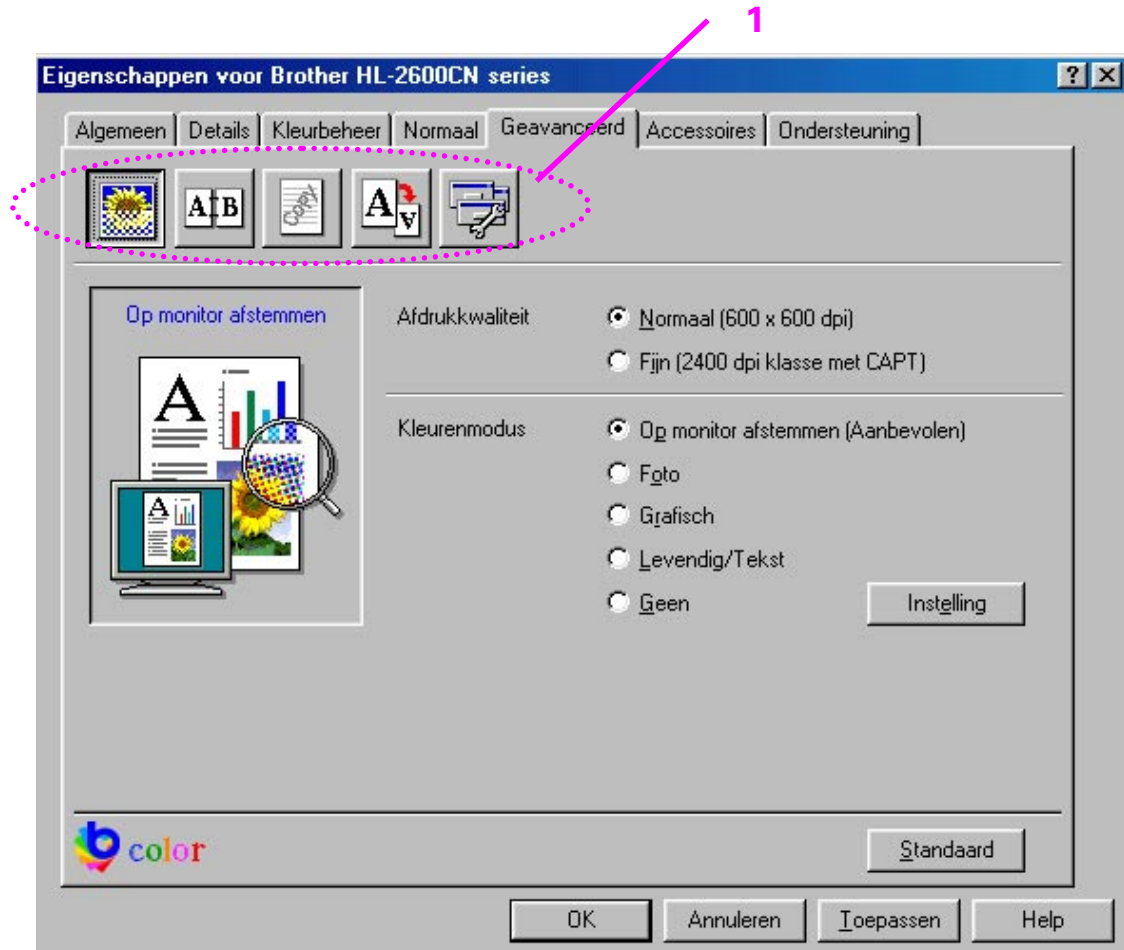 1
Eigenschappen voor Brother HL-2600CN series
Algemeen Details Kleurbeheer Normaal Geavanceerd Accessoires Ondersteuning
A B COPY A A
Op monitor afstemmen
A
A
Afdrukkwaliteit
Normaal (600 x 600 dpi)
Fijn (2400 dpi klasse met CAPT)
Kleurenmodus
Op monitor afstemmen (Aanbevolen)
Foto
Grafisch
Levendig/Tekst
Geen
Instelling
b color
Standaard
OK Annuleren Toepassen Help